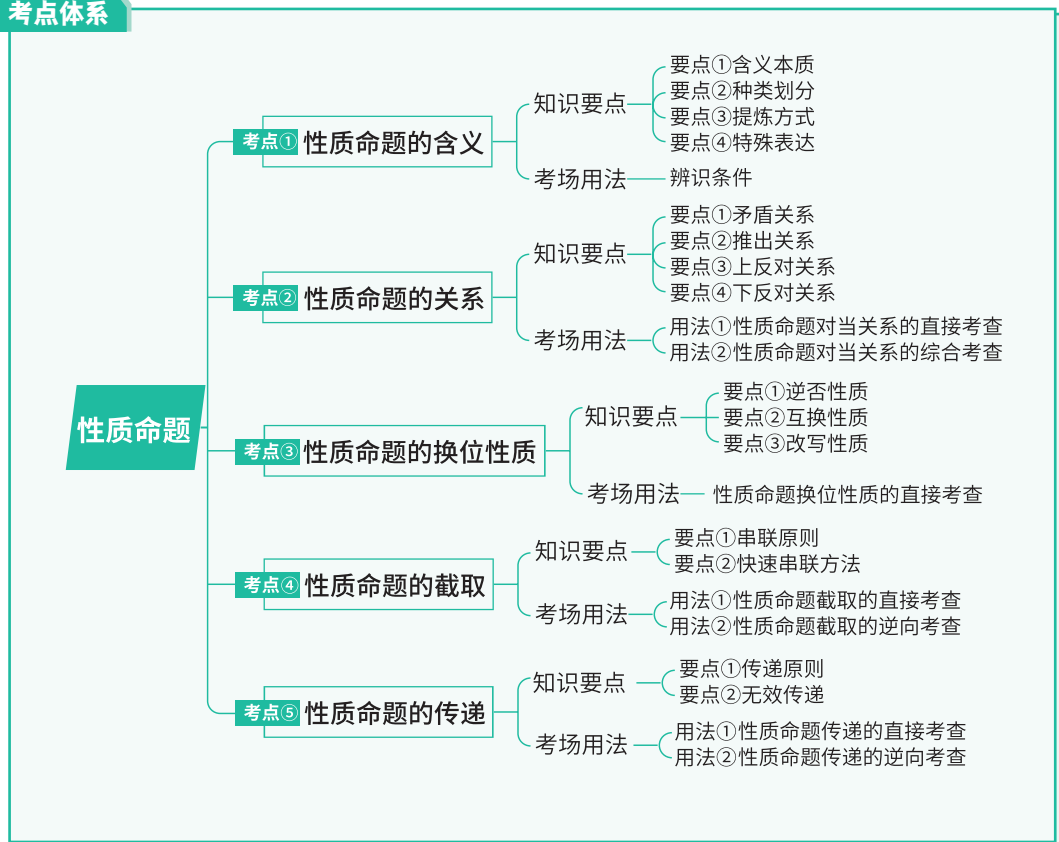 考点体系
性质命题
考点①性质命题的含义
知识要点
要点①含义本质
要点②种类划分
要点③提炼方式
要点④特殊表达
考场用法
辨识条件
考点②性质命题的关系
知识要点
要点①矛盾关系
要点②推出关系
要点③上反对关系
要点④下反对关系
考场用法
用法①性质命题对当关系的直接考查
用法②性质命题对当关系的综合考查
考点③性质命题的换位性质
知识要点
要点①逆否性质
要点②互换性质
要点③改写性质
考场用法
性质命题换位性质的直接考查
考点④性质命题的截取
知识要点
要点①串联原则
要点②快速串联方法
考场用法
用法①性质命题截取的直接考查
用法②性质命题截取的逆向考查
考点⑤性质命题的传递
知识要点
要点①传递原则
要点②无效传递
考场用法
用法①性质命题传递的直接考查
用法②性质命题传递的逆向考查